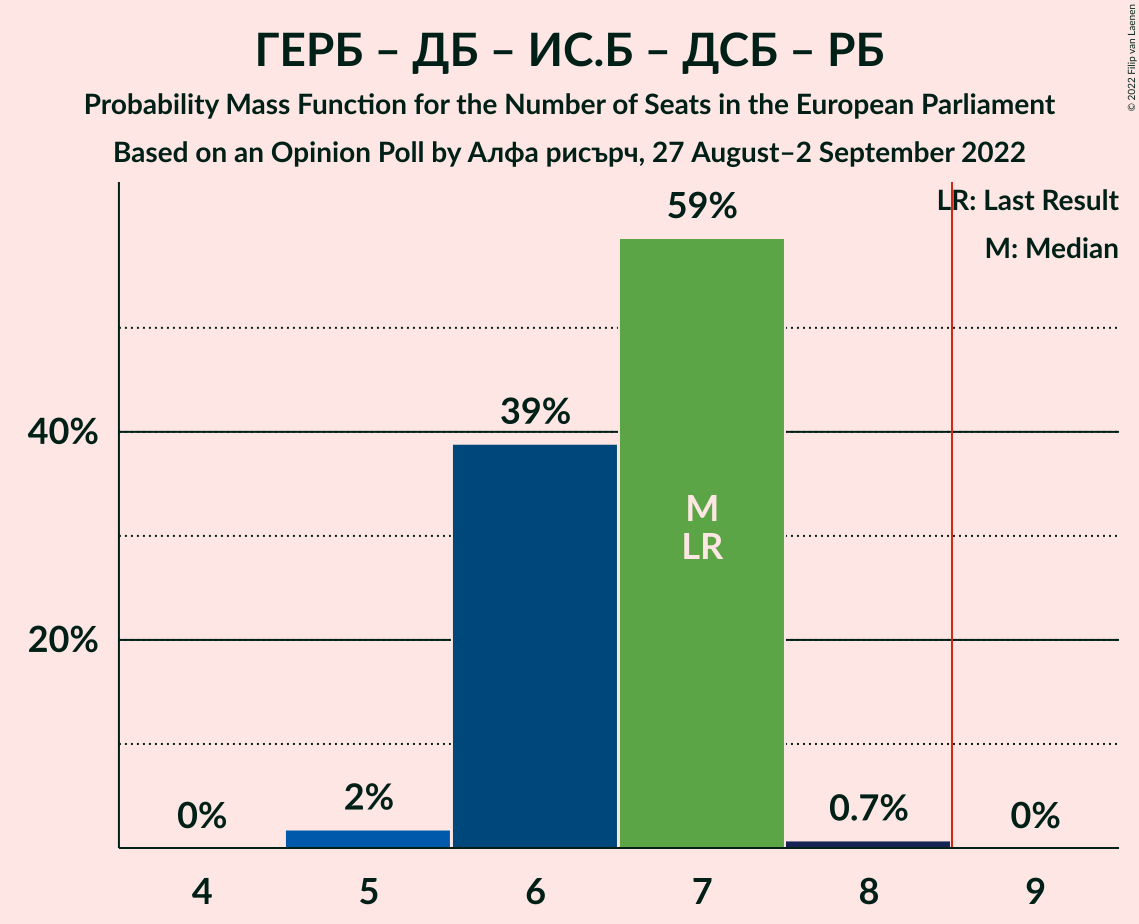 ГЕРБ – ДБ – ИС.Б – ДСБ – РБ
Probability Mass Function for the Number of Seats in the European Parliament
Based on an Opinion Poll by Алфа рисърч, 27 August–2 September 2022
© 2022 Filip van Laenen
LR: Last Result
M: Median
59%
39%
40%
M
LR
20%
0%
2%
0.7%
0%
4
5
6
7
8
9